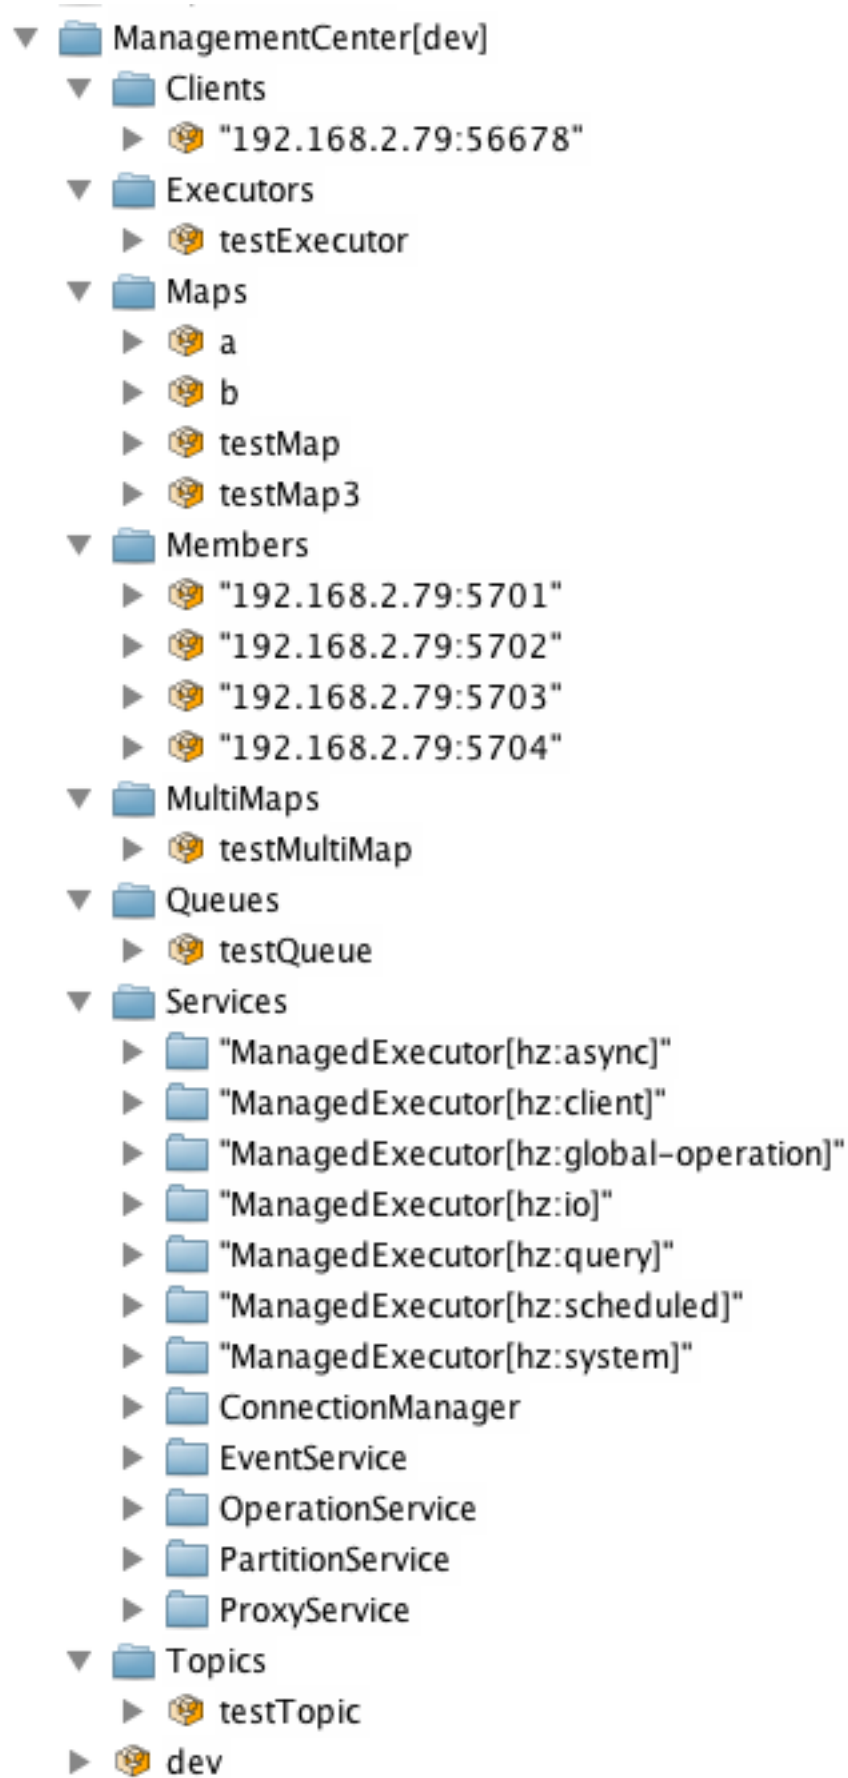 ManagementCenter[dev]
Clients
"192.168.2.79:56678"
Executors
testExecutor
Maps
a
b
testMap
testMap3
Members
"192.168.2.79:5701"
"192.168.2.79:5702"
"192.168.2.79:5703"
"192.168.2.79:5704"
MultiMaps
testMultiMap
Queues
testQueue
Services
"ManagedExecutor[hz:async]"
"ManagedExecutor[hz:client]"
"ManagedExecutor[hz:global-operation]"
"ManagedExecutor[hz:io]"
"ManagedExecutor[hz:query]"
"ManagedExecutor[hz:scheduled]"
"ManagedExecutor[hz:system]"
ConnectionManager
EventService
OperationService
PartitionService
ProxyService
Topics
testTopic
dev